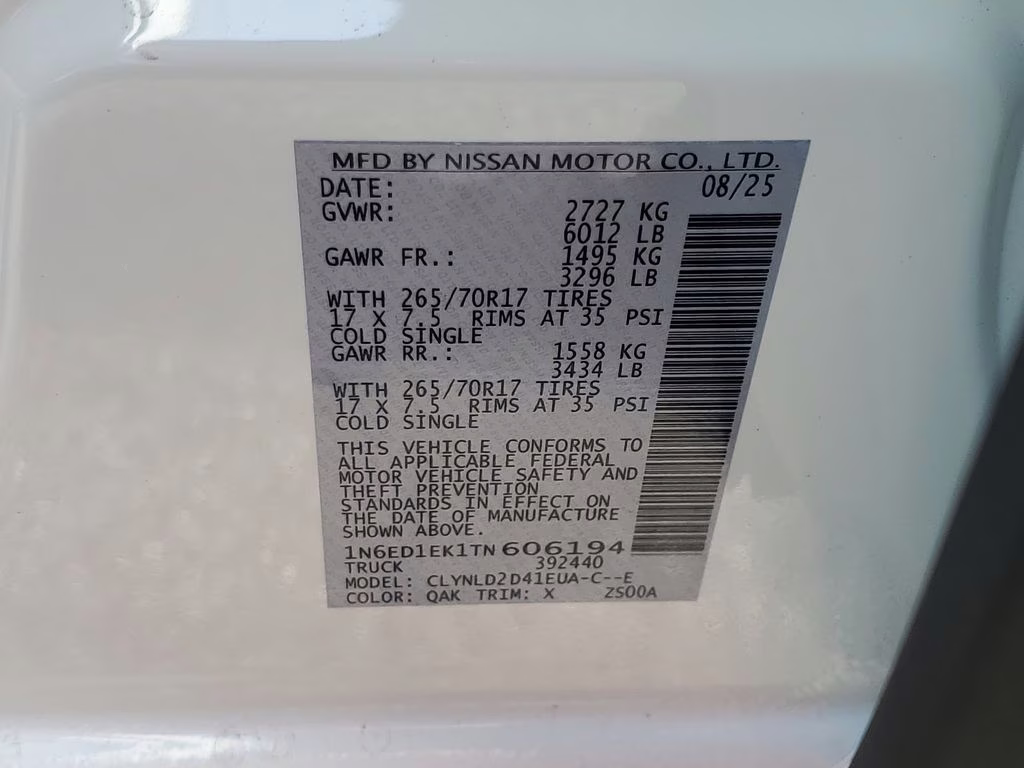 MFD BY NISSAN MOTOR CO., LTD.
DATE: 08/25
GVWR: 2727 KG
6012 LB
GAWR FR.: 1495 KG
3296 LB
WITH 265/70R17 TIRES
17 X 7.5 RIMS AT 35 PSI
COLD SINGLE
GAWR RR.: 1558 KG
3434 LB
WITH 265/70R17 TIRES
17 X 7.5 RIMS AT 35 PSI
COLD SINGLE
THIS VEHICLE CONFORMS TO
ALL APPLICABLE FEDERAL
MOTOR VEHICLE SAFETY AND
THEFT PREVENTION
STANDARDS IN EFFECT ON
THE DATE OF MANUFACTURE
SHOWN ABOVE.
1N6ED1EK1TN606194
TRUCK 392440
MODEL: CLYNLD2D41EUA-C--E
COLOR: QAK TRIM: X ZS00A